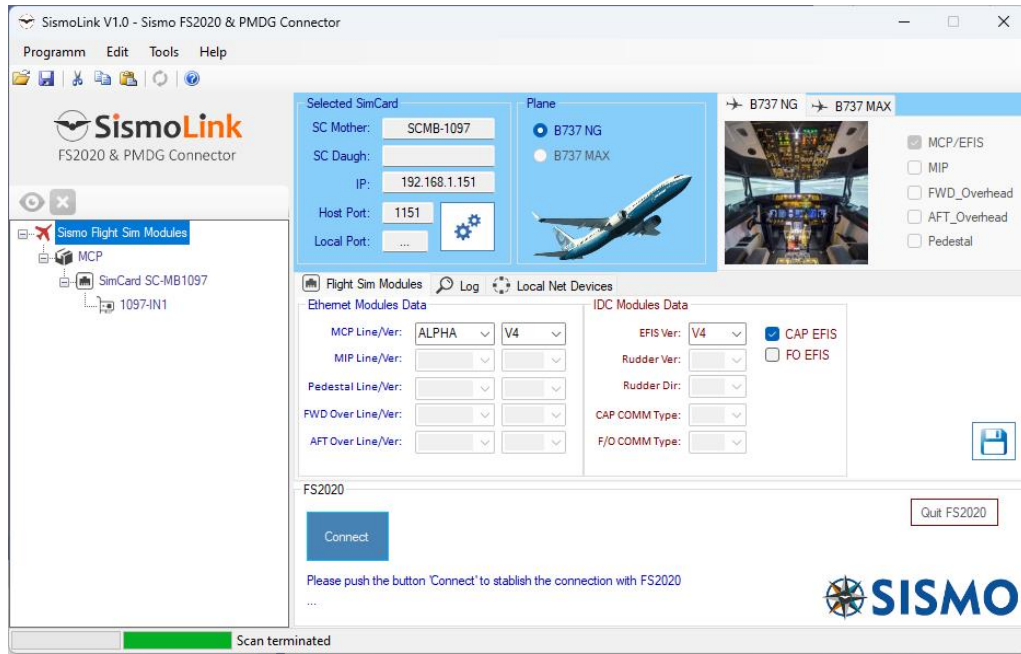 SismoLink V1.0 - Sismo FS2020 & PMDG Connector
Programm Edit Tools Help
SismoLink
FS2020 & PMDG Connector
Sismo Flight Sim Modules
MCP
SimCard SC-MB1097
1097-IN1
Selected SimCard
SC Mother: SCMB-1097
SC Daugh:
IP: 192.168.1.151
Host Port: 1151
Local Port: ...
Plane
B737 NG
B737 MAX
B737 NG B737 MAX
MCP/EFIS
MIP
FWD_Overhead
AFT_Overhead
Pedestal
Flight Sim Modules Log Local Net Devices
Ethernet Modules Data
MCP Line/Ver: ALPHA V4
MIP Line/Ver:
Pedestal Line/Ver:
FWD Over Line/Ver:
AFT Over Line/Ver:
IDC Modules Data
EFIS Ver: V4 CAP EFIS
Rudder Ver: FO EFIS
Rudder Dir:
CAP COMM Type:
F/O COMM Type:
FS2020
Connect
Quit FS2020
Please push the button 'Connect' to stablish the connection with FS2020
...
SISMO
Scan terminated